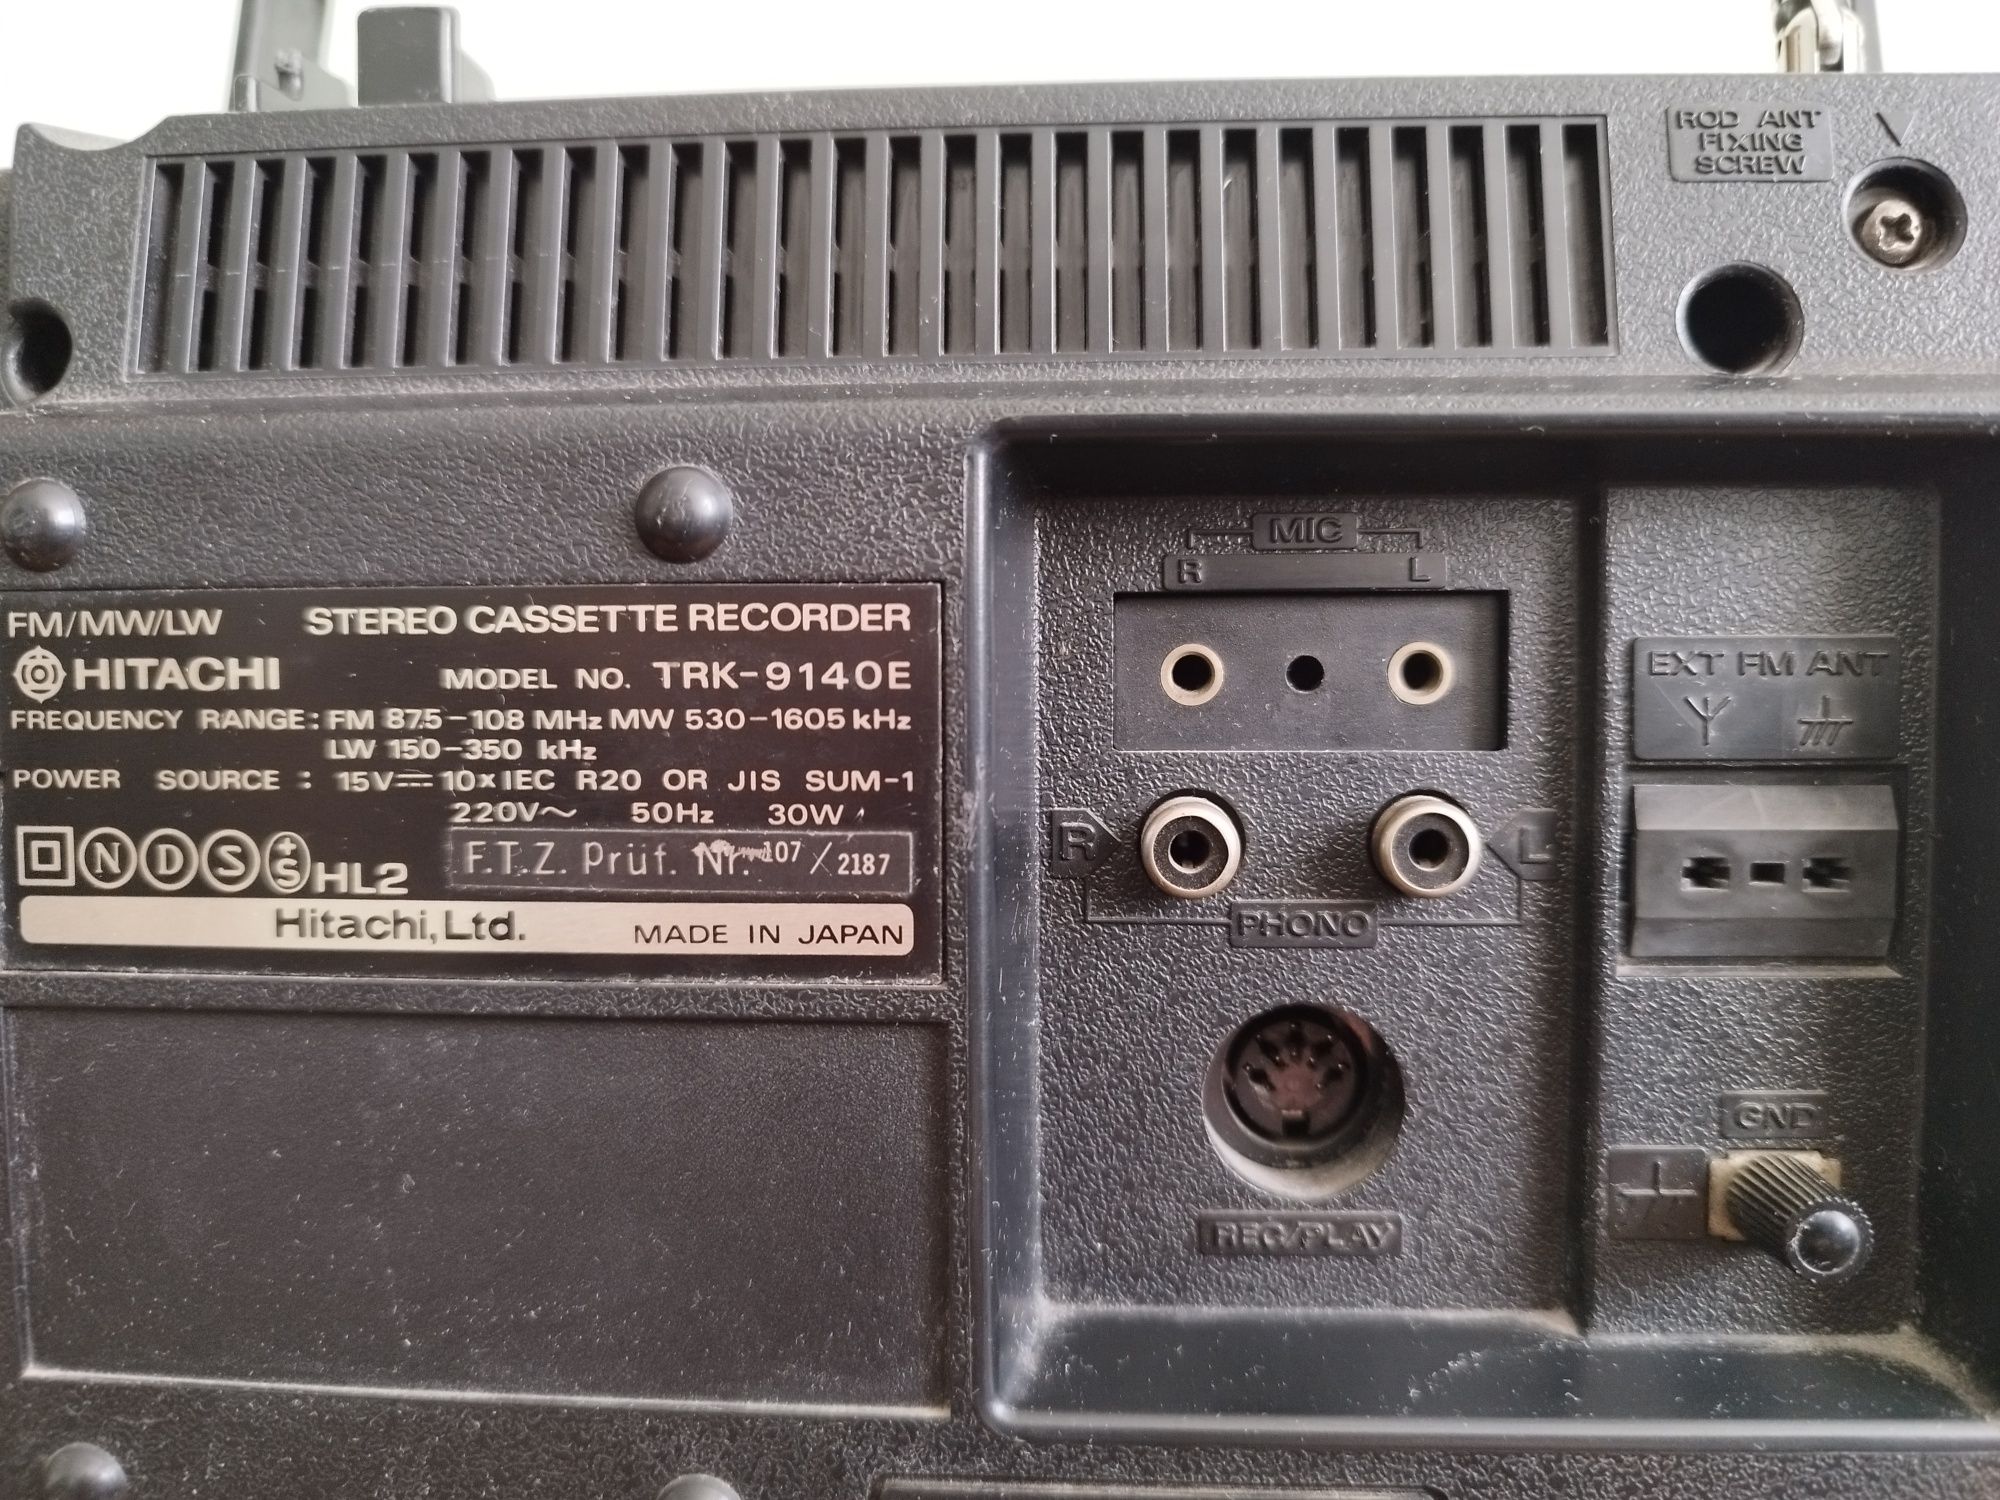 ROD ANT
FIXING
SCREW
FM/MW/LW STEREO CASSETTE RECORDER
HITACHI MODEL NO. TRK-9140E
FREQUENCY RANGE: FM 87.5-108 MHz MW 530-1605 kHz
LW 150-350 kHz
POWER SOURCE : 15V⎓ 10×IEC R20 OR JIS SUM-1
220V~ 50Hz 30W
N D S +S HL2
F.T.Z. Prüf. Nr. 107/2187
Hitachi, Ltd. MADE IN JAPAN
MIC
R L
R L
PHONO
REC/PLAY
EXT FM ANT
GND